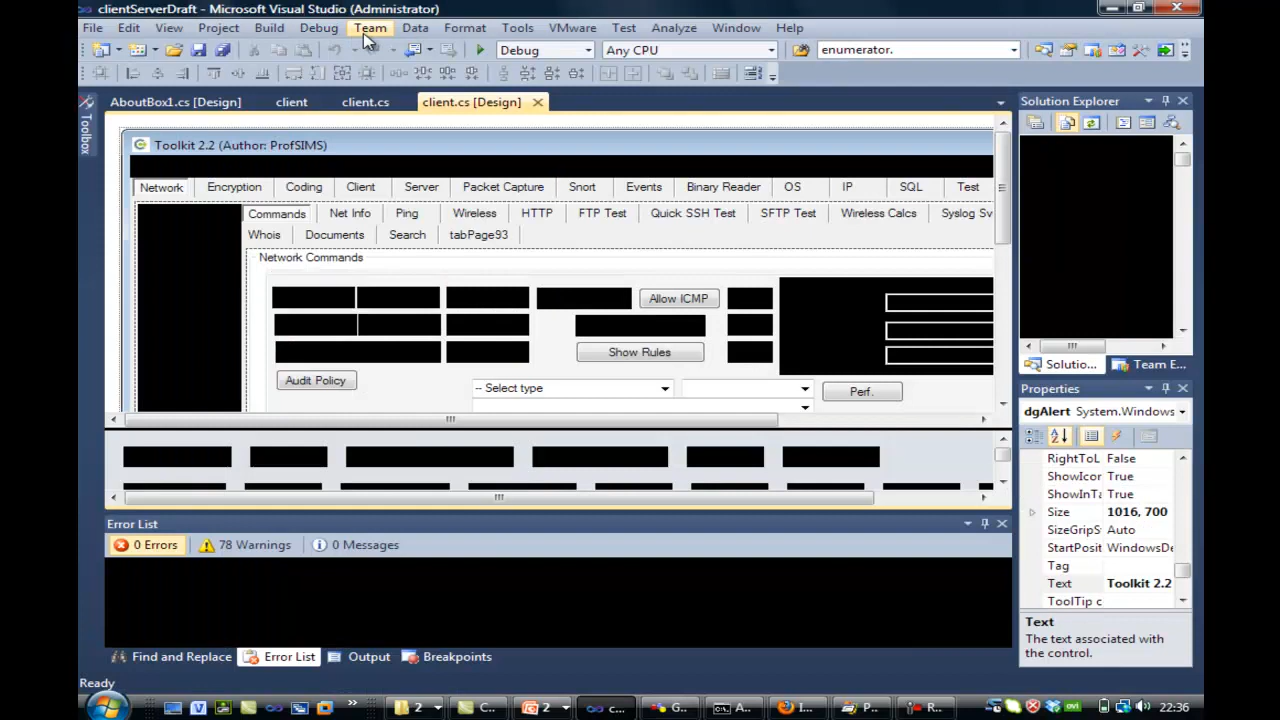 clientServerDraft - Microsoft Visual Studio (Administrator)
File Edit View Project Build Debug Team Data Format Tools VMware Test Analyze Window Help
Debug Any CPU enumerator.
AboutBox1.cs [Design] client client.cs client.cs [Design]
Toolbox
Toolkit 2.2 (Author: ProfSIMS)
Network Encryption Coding Client Server Packet Capture Snort Events Binary Reader OS IP SQL Test
Commands Net Info Ping Wireless HTTP FTP Test Quick SSH Test SFTP Test Wireless Calcs Syslog Sv
Whois Documents Search tabPage93
Network Commands
Allow ICMP
Show Rules
Audit Policy
-- Select type
Perf.
Error List
0 Errors 78 Warnings 0 Messages
Find and Replace Error List Output Breakpoints
Ready
Solution Explorer
Solutio... Team E...
Properties
dgAlert System.Windows
RightToL False
ShowIcor True
ShowInTa True
Size 1016, 700
SizeGripS Auto
StartPosit WindowsDe
Tag
Text Toolkit 2.2
ToolTip c
Text
The text associated with
the control.
2 C... 2 c... G... A... I... P... R... ovi 22:36